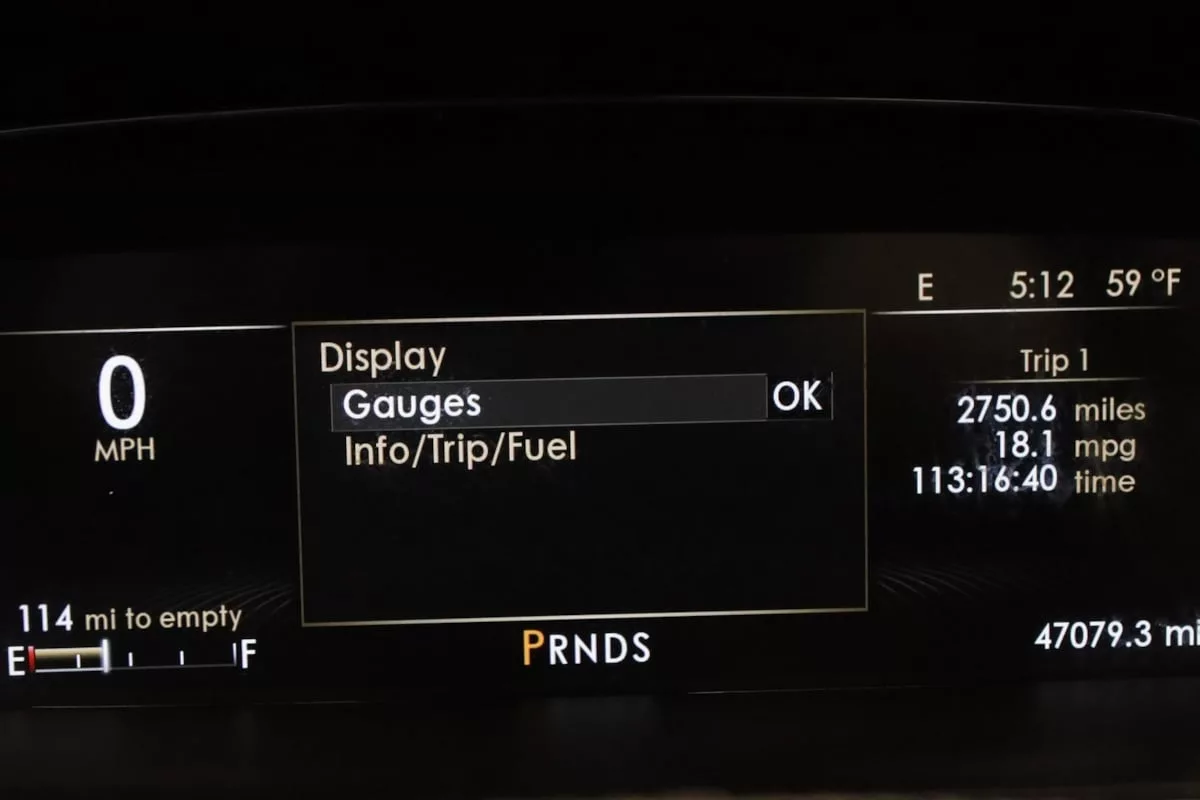 E 5:12 59 °F
0
MPH
Display
Gauges OK
Info/Trip/Fuel
Trip 1
2750.6 miles
18.1 mpg
113:16:40 time
114 mi to empty
E F
PRNDS
47079.3 mi